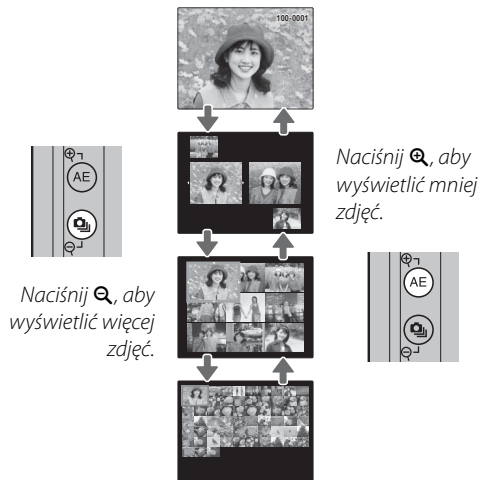 100-0001
AE
Naciśnij, aby
wyświetlić mniej
zdjęć.
Naciśnij, aby
wyświetlić więcej
zdjęć.
AE